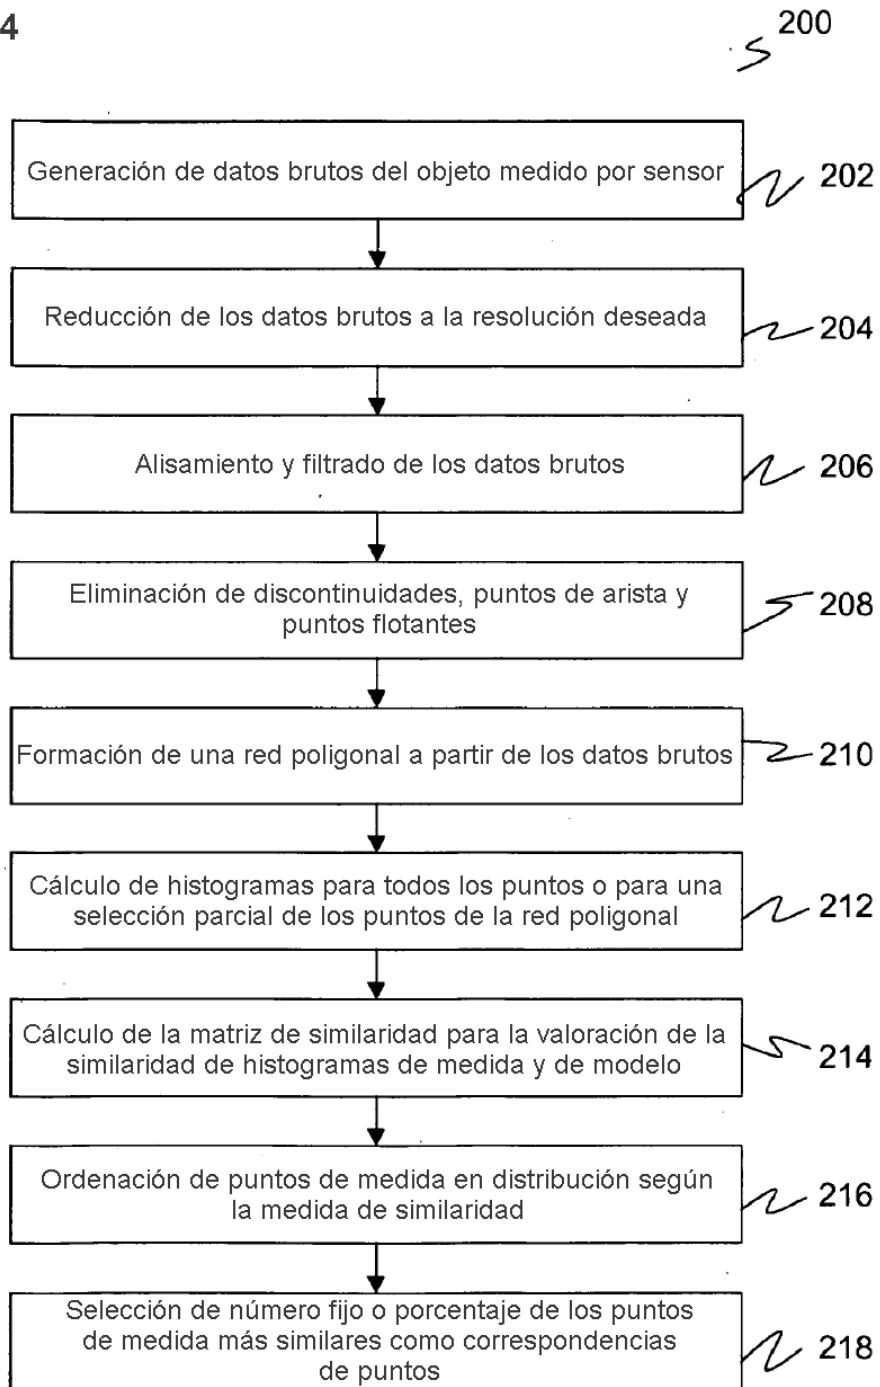 4
200
Generación de datos brutos del objeto medido por sensor
202
Reducción de los datos brutos a la resolución deseada
204
Alisamiento y filtrado de los datos brutos
206
Eliminación de discontinuidades, puntos de arista y
puntos flotantes
208
Formación de una red poligonal a partir de los datos brutos
210
Cálculo de histogramas para todos los puntos o para una
selección parcial de los puntos de la red poligonal
212
Cálculo de la matriz de similaridad para la valoración de la
similaridad de histogramas de medida y de modelo
214
Ordenación de puntos de medida en distribución según
la medida de similaridad
216
Selección de número fijo o porcentaje de los puntos
de medida más similares como correspondencias
de puntos
218